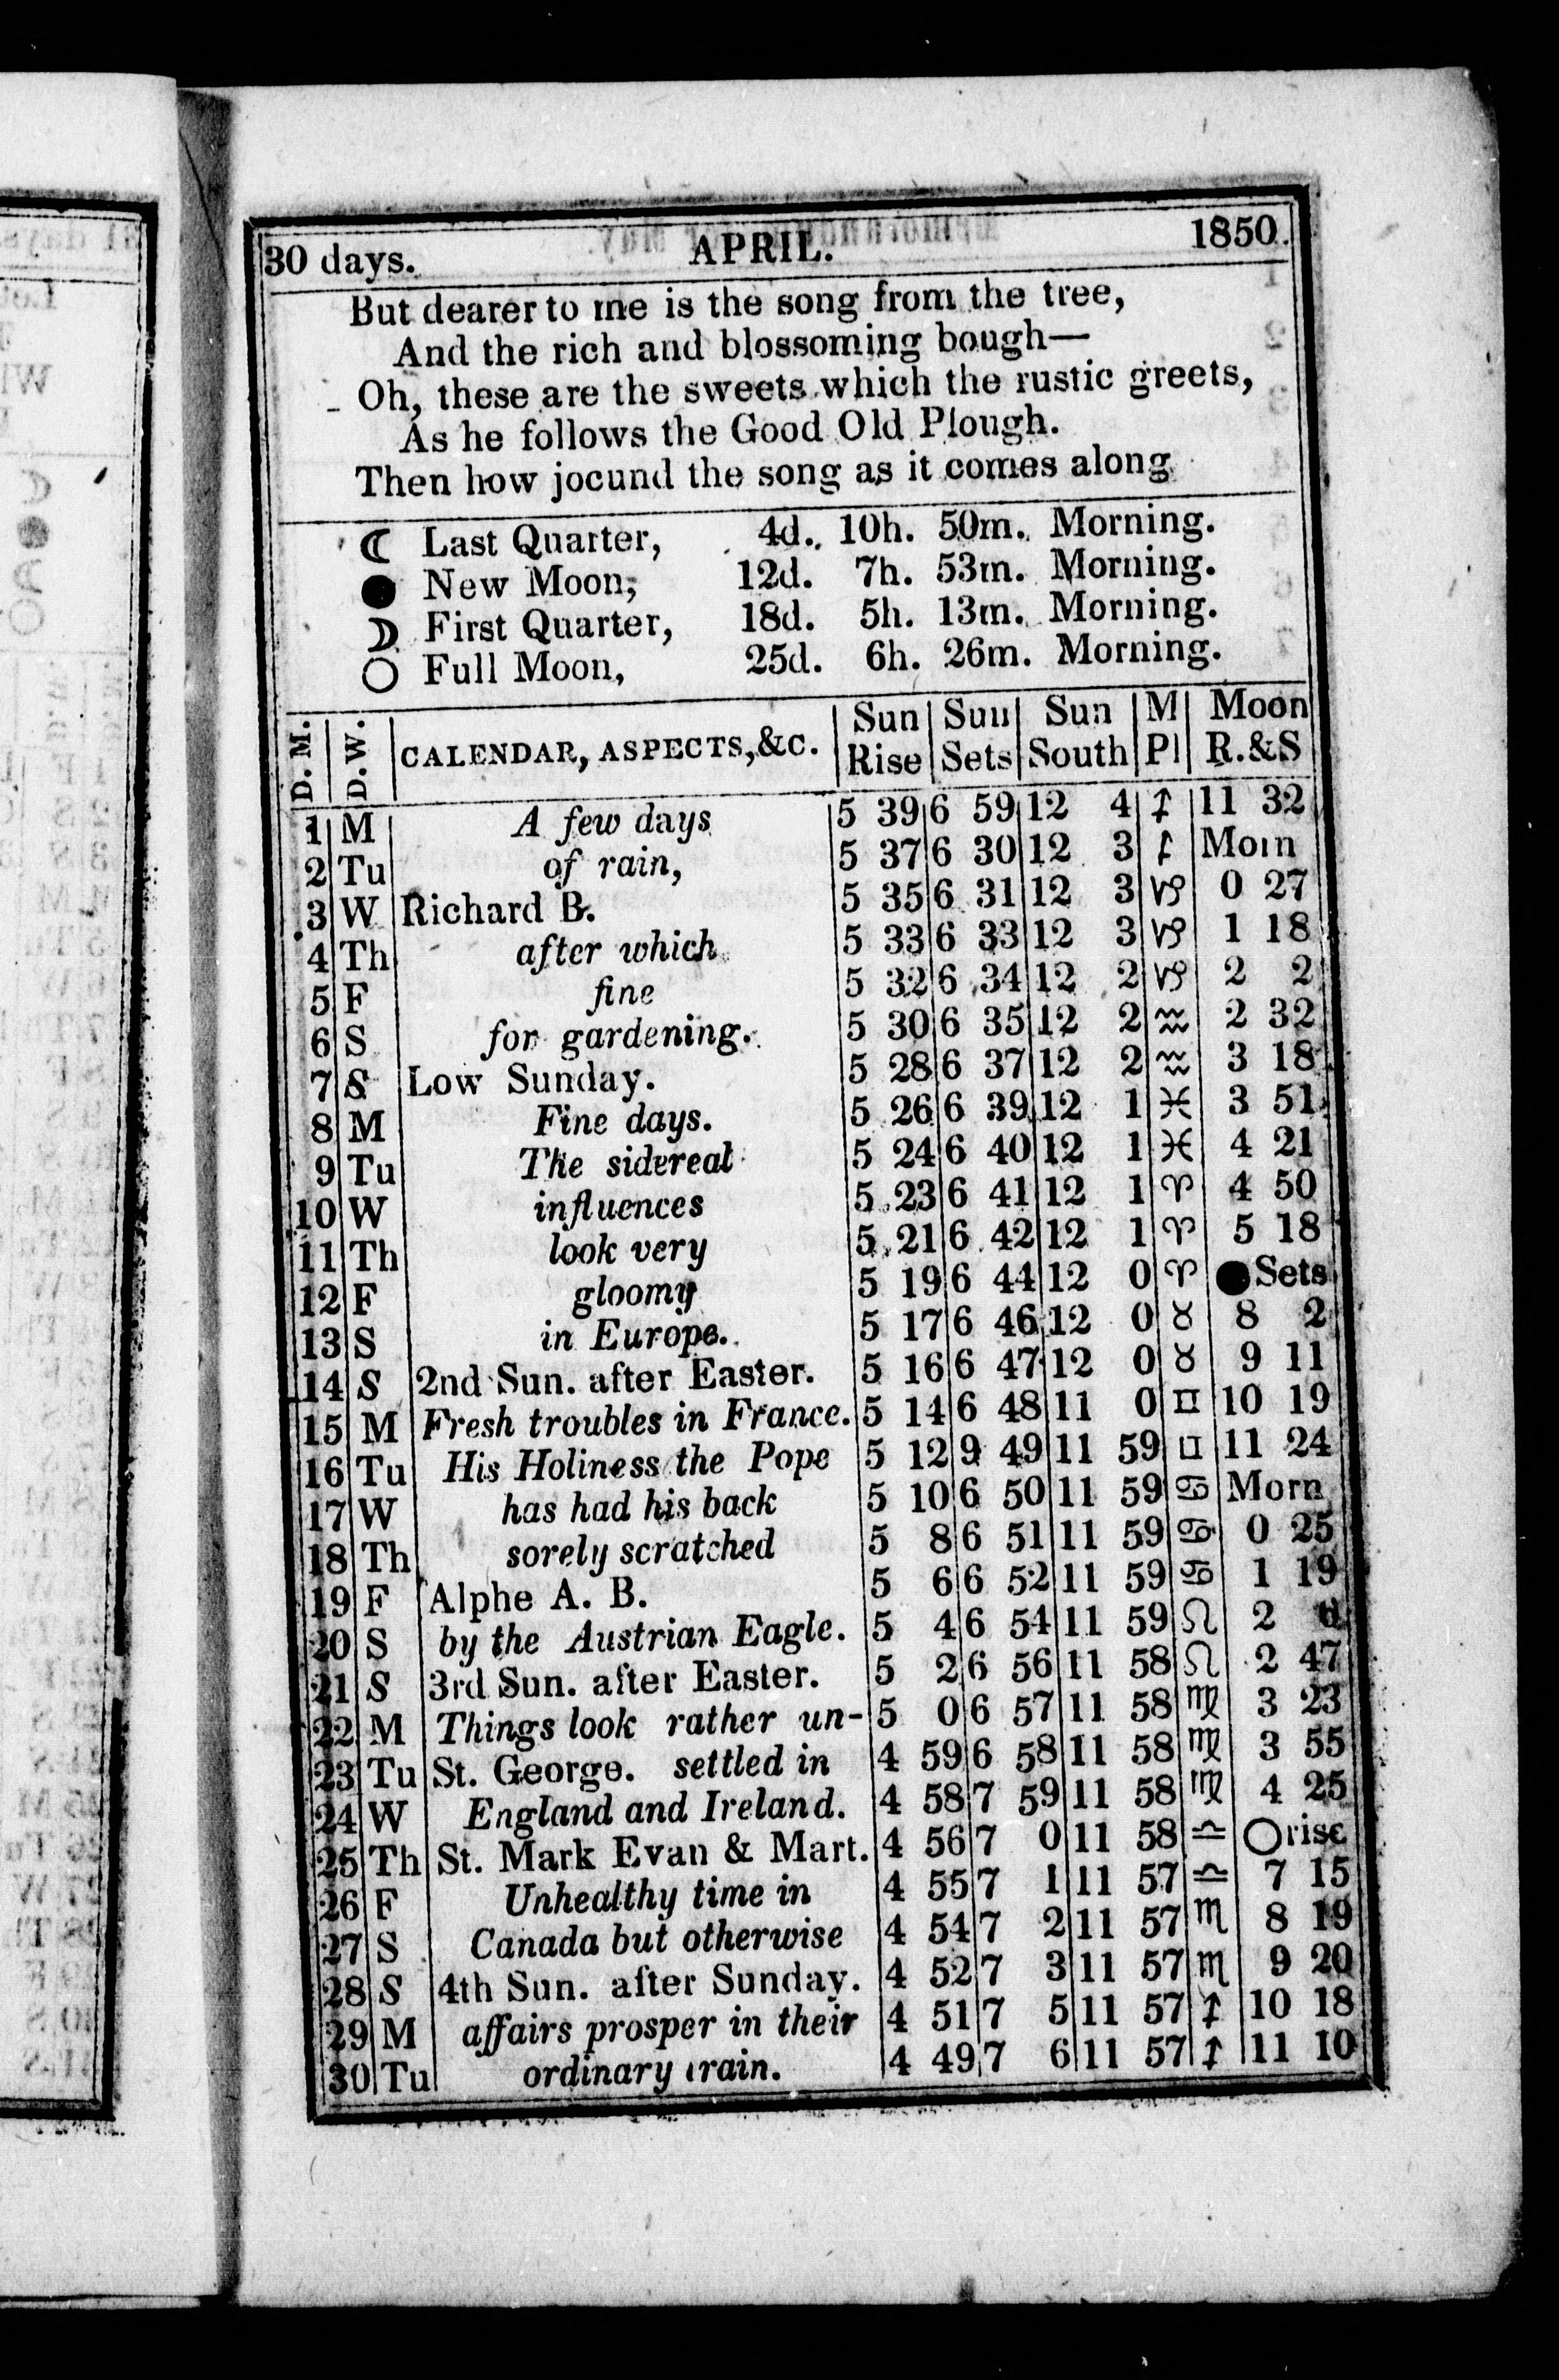 30 days. APRIL. 1850.
But dearer to me is the song from the tree,
And the rich and blossoming bough—
Oh, these are the sweets which the rustic greets,
As he follows the Good Old Plough.
Then how jocund the song as it comes along
☾ Last Quarter, 4d. 10h. 50m. Morning.
● New Moon, 12d. 7h. 53m. Morning.
☽ First Quarter, 18d. 5h. 13m. Morning.
○ Full Moon, 25d. 6h. 26m. Morning.
D. M. D. W. CALENDAR, ASPECTS, &C. Sun Rise Sun Sets Sun South M Pl Moon R.&S
1 M A few days 5 39 6 59 12 4 ♐ 11 32
2 Tu of rain, 5 37 6 30 12 3 ♐ Morn
3 W Richard B. 5 35 6 31 12 3 ♑ 0 27
4 Th after which 5 33 6 33 12 3 ♑ 1 18
5 F fine 5 32 6 34 12 2 ♑ 2 2
6 S for gardening. 5 30 6 35 12 2 ♒ 2 32
7 S Low Sunday. 5 28 6 37 12 2 ♒ 3 18
8 M Fine days. 5 26 6 39 12 1 ♓ 3 51
9 Tu The sidereal 5 24 6 40 12 1 ♓ 4 21
10 W influences 5 23 6 41 12 1 ♈ 4 50
11 Th look very 5 21 6 42 12 1 ♈ 5 18
12 F gloomy 5 19 6 44 12 0 ♈ ●Sets
13 S in Europe. 5 17 6 46 12 0 ♉ 8 2
14 S 2nd Sun. after Easter. 5 16 6 47 12 0 ♉ 9 11
15 M Fresh troubles in France. 5 14 6 48 11 0 ♊ 10 19
16 Tu His Holiness the Pope 5 12 9 49 11 59 ♊ 11 24
17 W has had his back 5 10 6 50 11 59 ♋ Morn
18 Th sorely scratched 5 8 6 51 11 59 ♋ 0 25
19 F Alphe A. B. 5 6 6 52 11 59 ♋ 1 19
20 S by the Austrian Eagle. 5 4 6 54 11 59 ♌ 2
21 S 3rd Sun. after Easter. 5 2 6 56 11 58 ♌ 2 47
22 M Things look rather un- 5 0 6 57 11 58 ♍ 3 23
23 Tu St. George. settled in 4 59 6 58 11 58 ♍ 3 55
24 W England and Ireland. 4 58 7 59 11 58 ♍ 4 25
25 Th St. Mark Evan & Mart. 4 56 7 0 11 58 ♎ ○rise
26 F Unhealthy time in 4 55 7 1 11 57 ♎ 7 15
27 S Canada but otherwise 4 54 7 2 11 57 ♏ 8 19
28 S 4th Sun. after Sunday. 4 52 7 3 11 57 ♏ 9 20
29 M affairs prosper in their 4 51 7 5 11 57 ♐ 10 18
30 Tu ordinary train. 4 49 7 6 11 57 ♐ 11 10